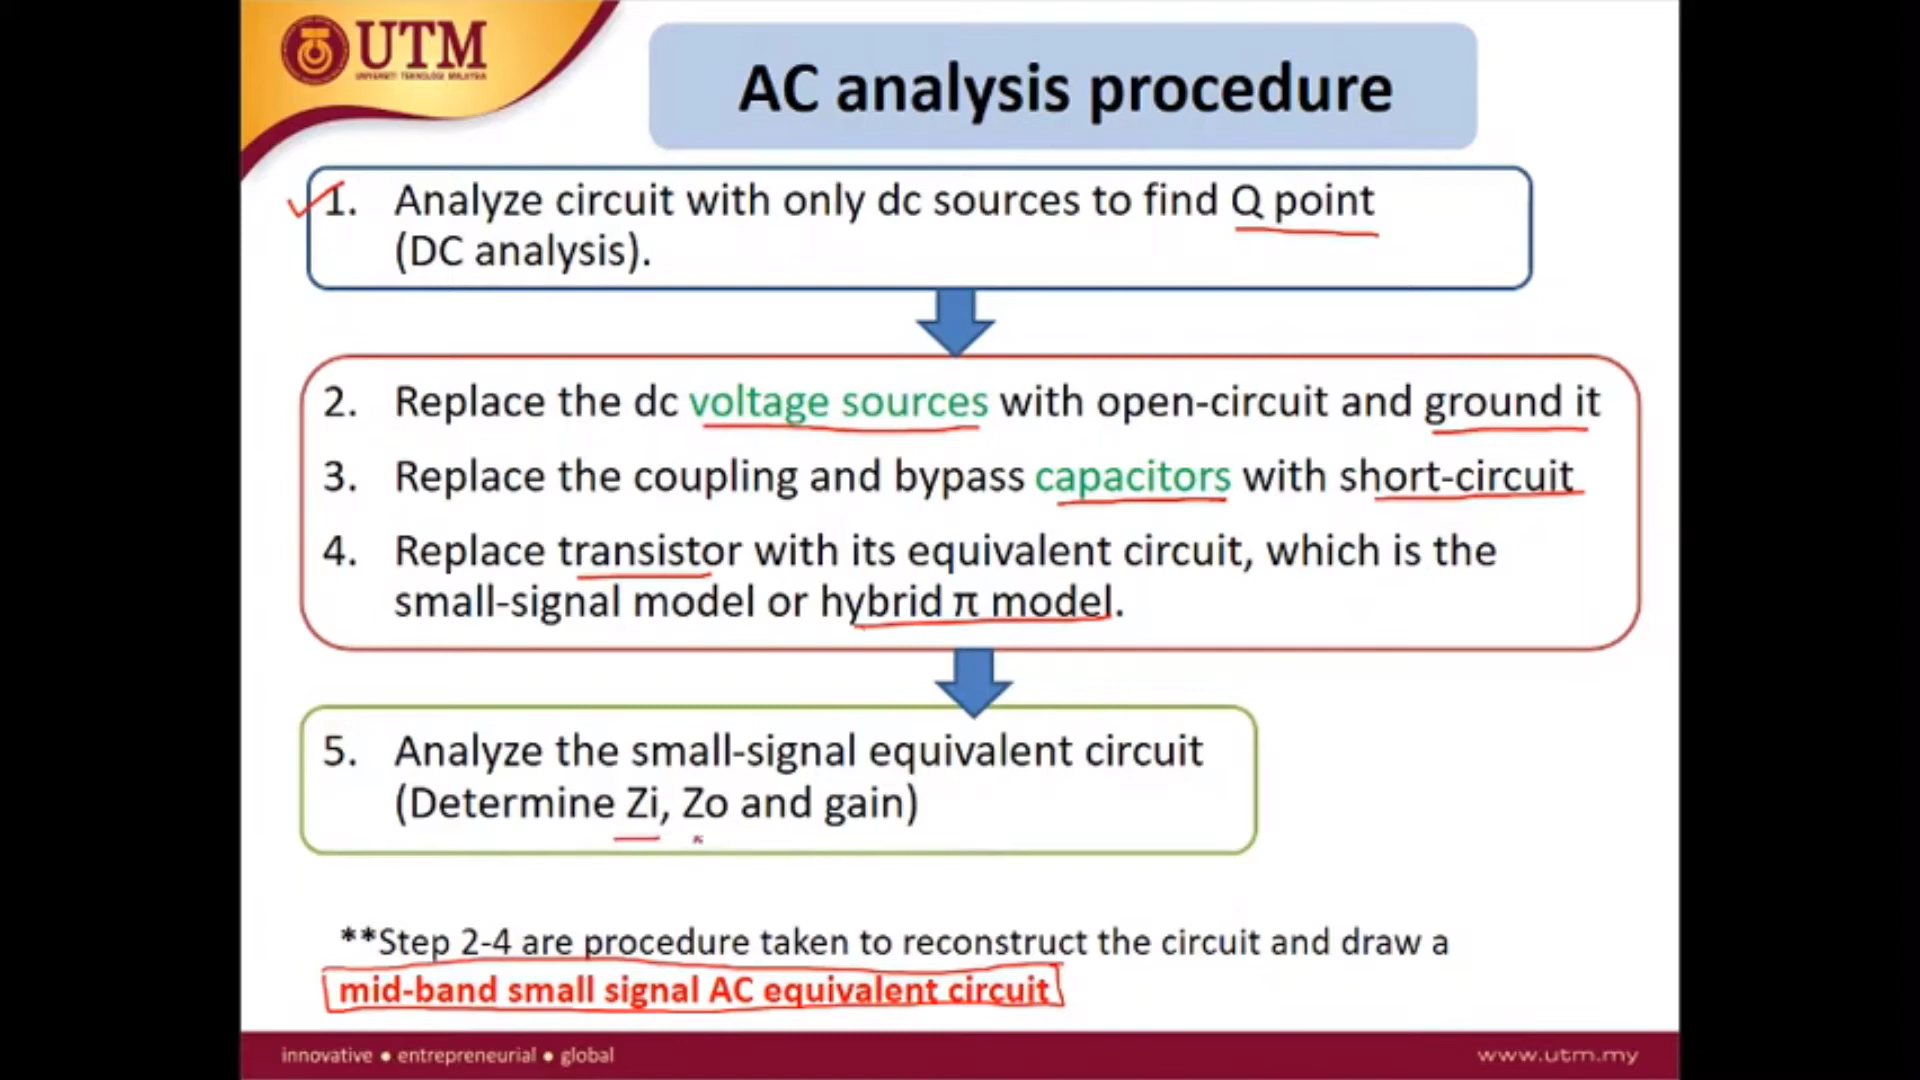 UTM
UNIVERSITI TEKNOLOGI MALAYSIA
AC analysis procedure
1. Analyze circuit with only dc sources to find Q point
(DC analysis).
2. Replace the dc voltage sources with open-circuit and ground it
3. Replace the coupling and bypass capacitors with short-circuit
4. Replace transistor with its equivalent circuit, which is the
small-signal model or hybrid π model.
5. Analyze the small-signal equivalent circuit
(Determine Zi, Zo and gain)
**Step 2-4 are procedure taken to reconstruct the circuit and draw a
mid-band small signal AC equivalent circuit
innovative ● entrepreneurial ● global
www.utm.my